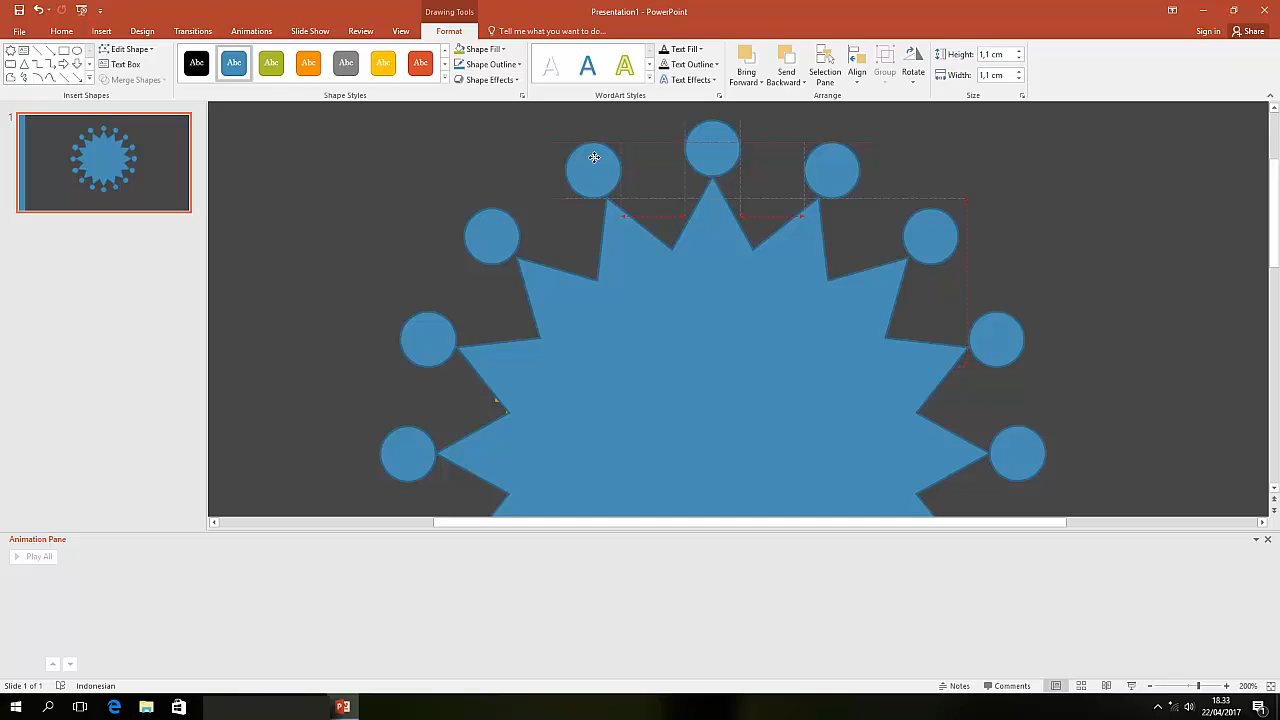 Drawing Tools
Presentation1 - PowerPoint
File Home Insert Design Transitions Animations Slide Show Review View Format Tell me what you want to do... Sign in Share
Edit Shape
Text Box
Merge Shapes
Insert Shapes
Abc Abc Abc Abc Abc Abc Abc
Shape Fill
Shape Outline
Shape Effects
Shape Styles
A A A
Text Fill
Text Outline
Text Effects
WordArt Styles
Bring Forward
Send Backward
Selection Pane
Align
Group
Rotate
Arrange
Height: 1,1 cm
Width: 1,1 cm
Size
1
Animation Pane
Play All
Slide 1 of 1 Indonesian Notes Comments 200%
18.33
22/04/2017